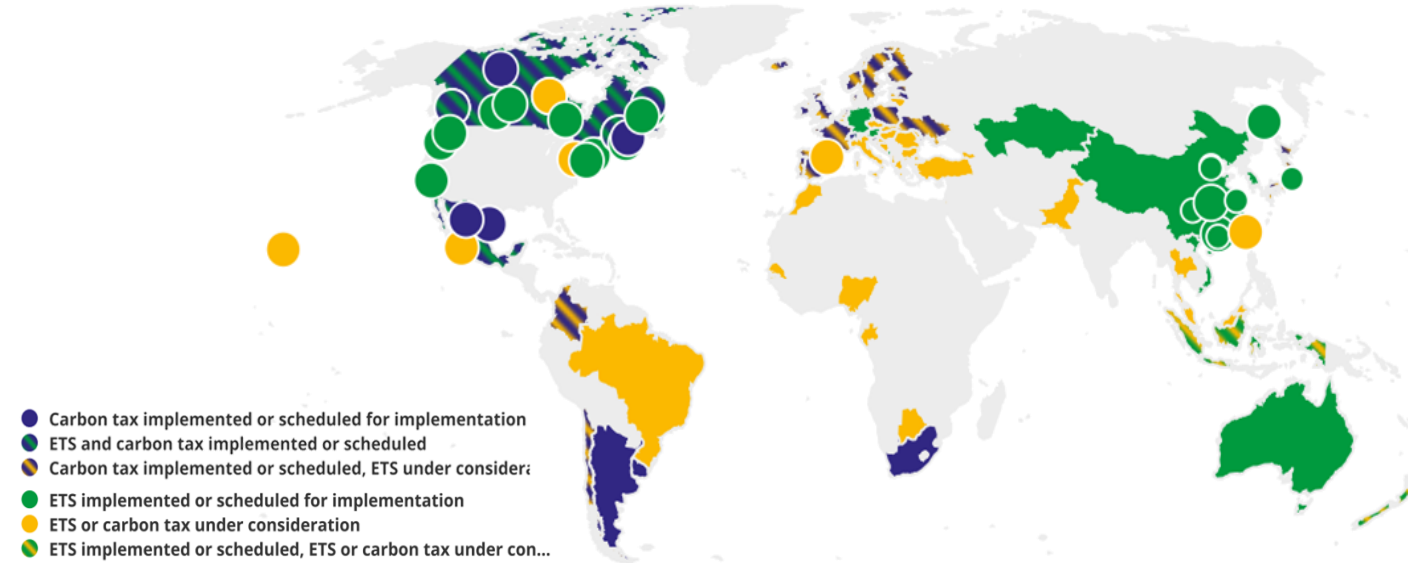 Carbon tax implemented or scheduled for implementation
ETS and carbon tax implemented or scheduled
Carbon tax implemented or scheduled, ETS under considera
ETS implemented or scheduled for implementation
ETS or carbon tax under consideration
ETS implemented or scheduled, ETS or carbon tax under con...